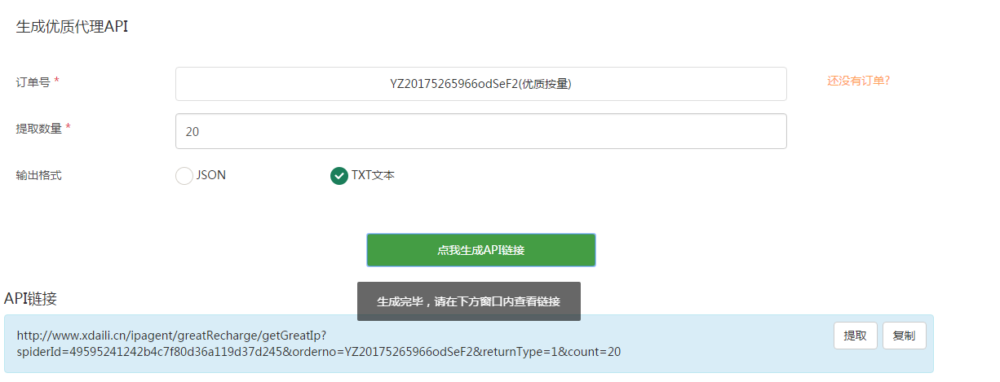 生成优质代理API
订单号 *
YZ20175265966odSeF2(优质按量)
还没有订单?
提取数量 *
20
输出格式
JSON
TXT文本
点我生成API链接
生成完毕，请在下方窗口内查看链接
API链接
http://www.xdaili.cn/ipagent/greatRecharge/getGreatIp?
spiderId=49595241242b4c7f80d36a119d37d245&orderno=YZ20175265966odSeF2&returnType=1&count=20
提取
复制